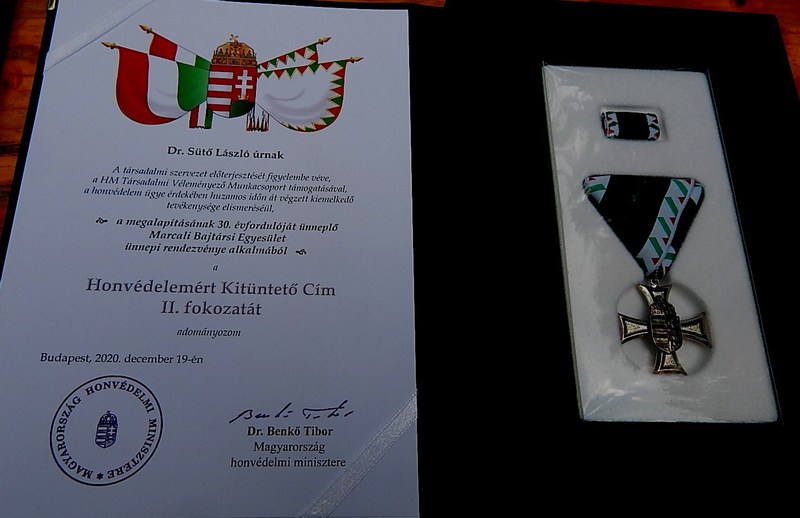 Dr. Sütő László úrnak
A társadalmi szervezet előterjesztését figyelembe véve,
a HM Társadalmi Véleményező Munkacsoport támogatásával,
a honvédelem ügye érdekében huzamos időn át végzett kiemelkedő
tevékenysége elismeréséül,
a megalapításának 30. évfordulóját ünneplő
Marcali Bajtársi Egyesület
ünnepi rendezvénye alkalmából
a
Honvédelemért Kitüntető Cím
II. fokozatát
adományozom
Budapest, 2020. december 19-én
MAGYARORSZÁG HONVÉDELMI MINISZTERE
Benkő Tibor
Dr. Benkő Tibor
Magyarország
honvédelmi minisztere